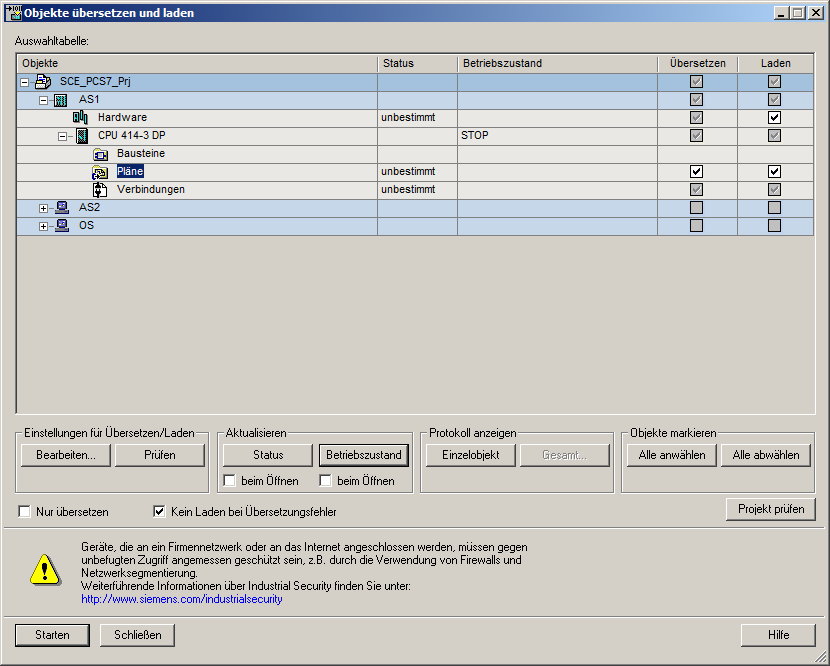 Objekte übersetzen und laden
Auswahltabelle:
Objekte Status Betriebszustand Übersetzen Laden
SCE_PCS7_Prj
AS1
Hardware unbestimmt
CPU 414-3 DP STOP
Bausteine
Pläne unbestimmt
Verbindungen unbestimmt
AS2
OS
Einstellungen für Übersetzen/Laden Aktualisieren Protokoll anzeigen Objekte markieren
Bearbeiten... Prüfen Status Betriebszustand Einzelobjekt Gesamt... Alle anwählen Alle abwählen
beim Öffnen beim Öffnen
Nur übersetzen Kein Laden bei Übersetzungsfehler Projekt prüfen
Geräte, die an ein Firmennetzwerk oder an das Internet angeschlossen werden, müssen gegen
unbefugten Zugriff angemessen geschützt sein, z.B. durch die Verwendung von Firewalls und
Netzwerksegmentierung.
Weiterführende Informationen über Industrial Security finden Sie unter:
http://www.siemens.com/industrialsecurity
Starten Schließen Hilfe